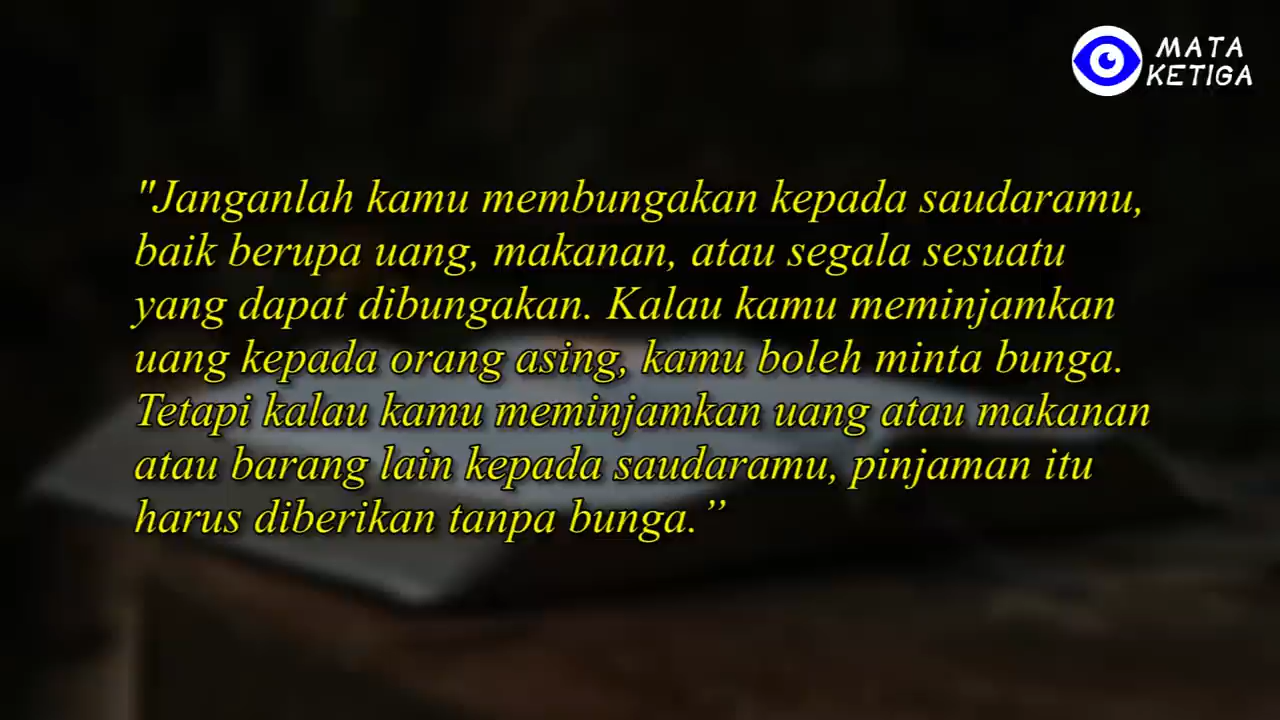 MATA
KETIGA
"Janganlah kamu membungakan kepada saudaramu,
baik berupa uang, makanan, atau segala sesuatu
yang dapat dibungakan. Kalau kamu meminjamkan
uang kepada orang asing, kamu boleh minta bunga.
Tetapi kalau kamu meminjamkan uang atau makanan
atau barang lain kepada saudaramu, pinjaman itu
harus diberikan tanpa bunga.”